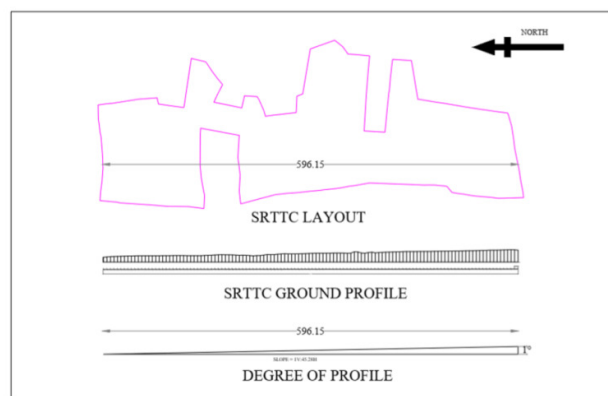 NORTH
596.15
SRTTC LAYOUT
SRTTC GROUND PROFILE
596.15
1°
DEGREE OF PROFILE